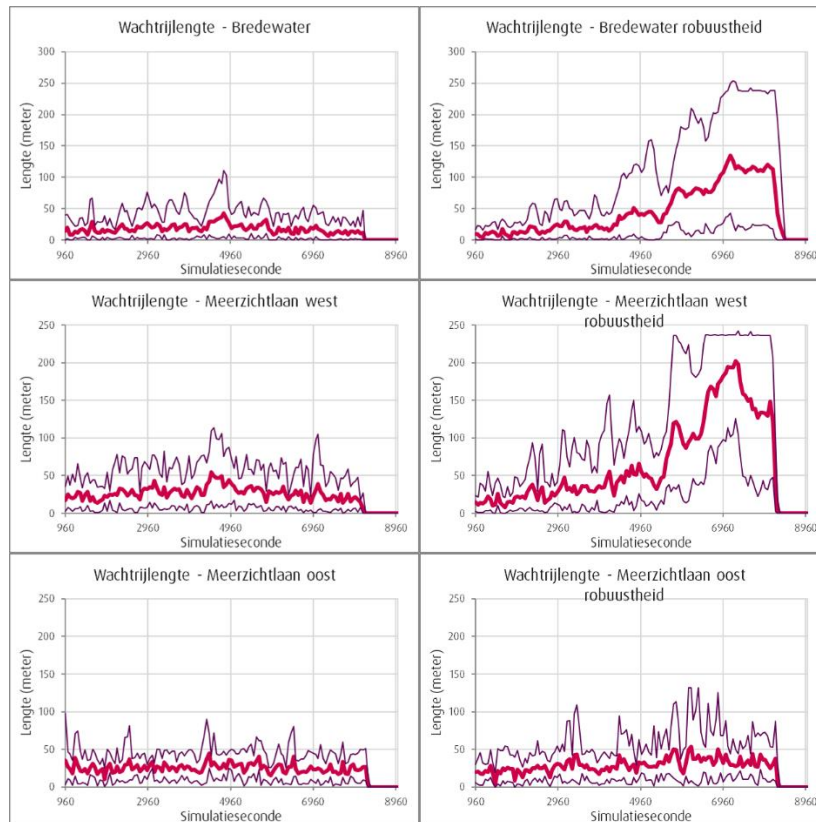 Wachtrijlengte - Bredewater
300
250
200
150
100
50
0
Lengte (meter)
960 2960 4960 6960 8960
Simulatieseconde
Wachtrijlengte - Bredewater robuustheid
300
250
200
150
100
50
0
Lengte (meter)
960 2960 4960 6960 8960
Simulatieseconde
Wachtrijlengte - Meerzichtlaan west
250
200
150
100
50
0
Lengte (meter)
960 2960 4960 6960 8960
Simulatieseconde
Wachtrijlengte - Meerzichtlaan west
robuustheid
250
200
150
100
50
0
Lengte (meter)
960 2960 4960 6960 8960
Simulatieseconde
Wachtrijlengte - Meerzichtlaan oost
250
200
150
100
50
0
Lengte (meter)
960 2960 4960 6960 8960
Simulatieseconde
Wachtrijlengte - Meerzichtlaan oost
robuustheid
250
200
150
100
50
0
Lengte (meter)
960 2960 4960 6960 8960
Simulatieseconde